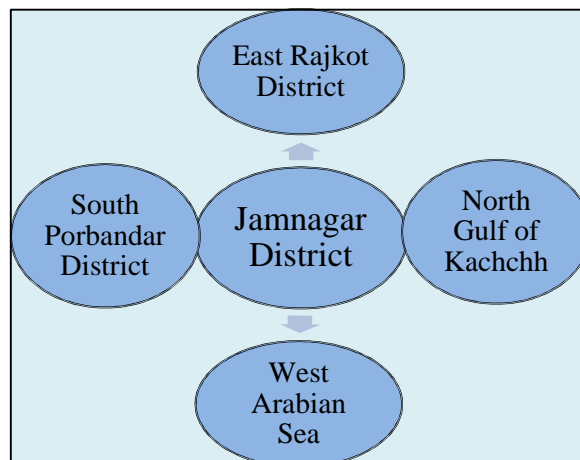 East Rajkot
District
South
Porbandar
District
Jamnagar
District
North
Gulf of
Kachchh
West
Arabian
Sea